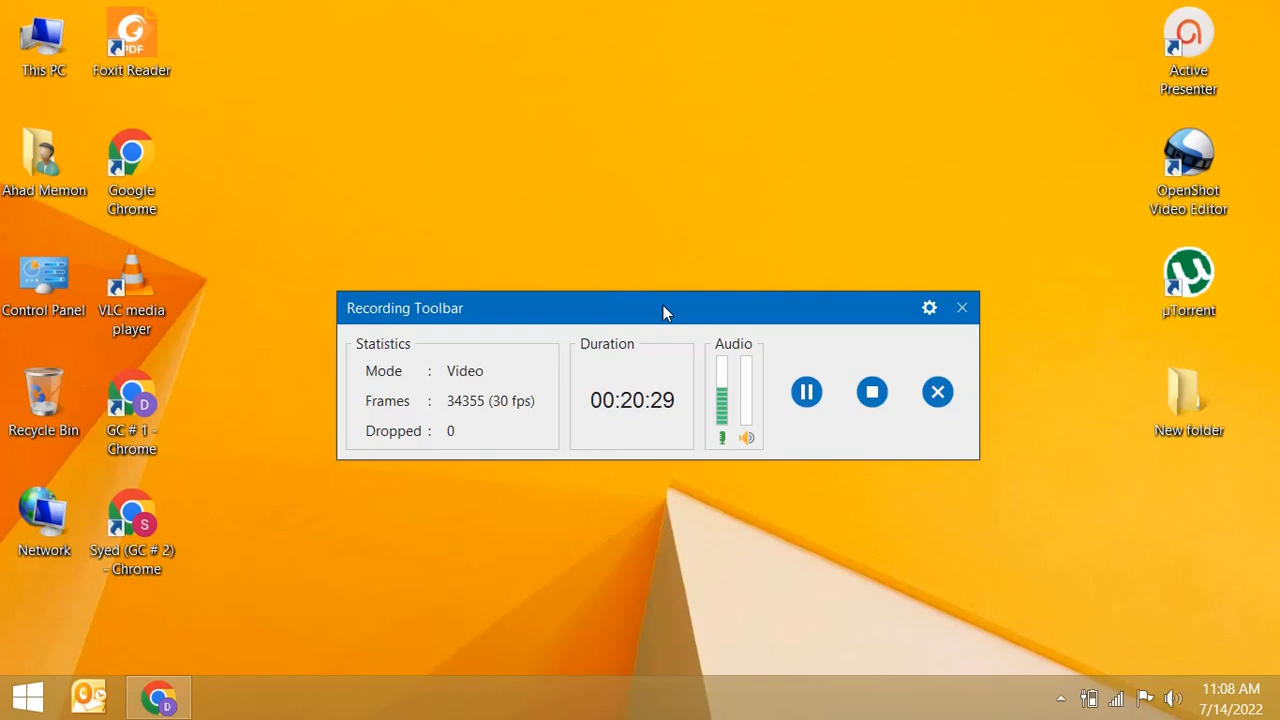 This PC
Foxit Reader
PDF
Ahad Memon
Google
Chrome
Control Panel
VLC media
player
Recycle Bin
D
GC # 1 -
Chrome
Network
S
Syed (GC # 2)
- Chrome
Recording Toolbar
Statistics
Mode : Video
Frames : 34355 (30 fps)
Dropped : 0
Duration
00:20:29
Audio
Active
Presenter
OpenShot
Video Editor
µTorrent
New folder
D
11:08 AM
7/14/2022